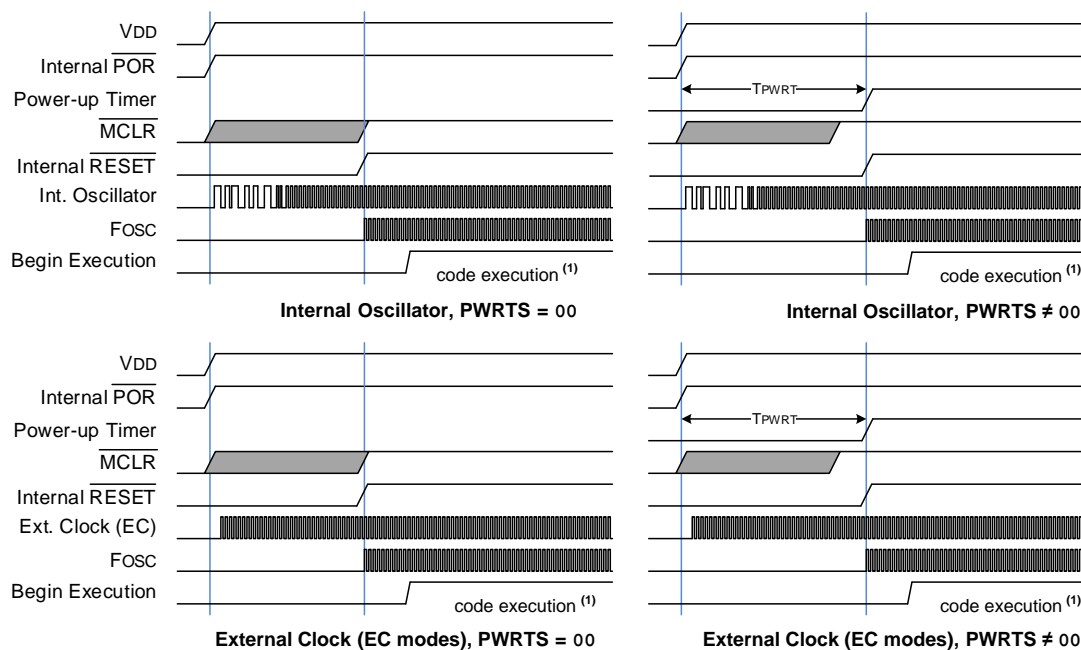 VDD
Internal POR
Power-up Timer
TPWRT
MCLR
Internal RESET
Int. Oscillator
FOSC
Begin Execution
code execution (1)
code execution (1)
Internal Oscillator, PWRTS = 00
Internal Oscillator, PWRTS ≠ 00
VDD
Internal POR
Power-up Timer
TPWRT
MCLR
Internal RESET
Ext. Clock (EC)
FOSC
Begin Execution
code execution (1)
code execution (1)
External Clock (EC modes), PWRTS = 00
External Clock (EC modes), PWRTS ≠ 00